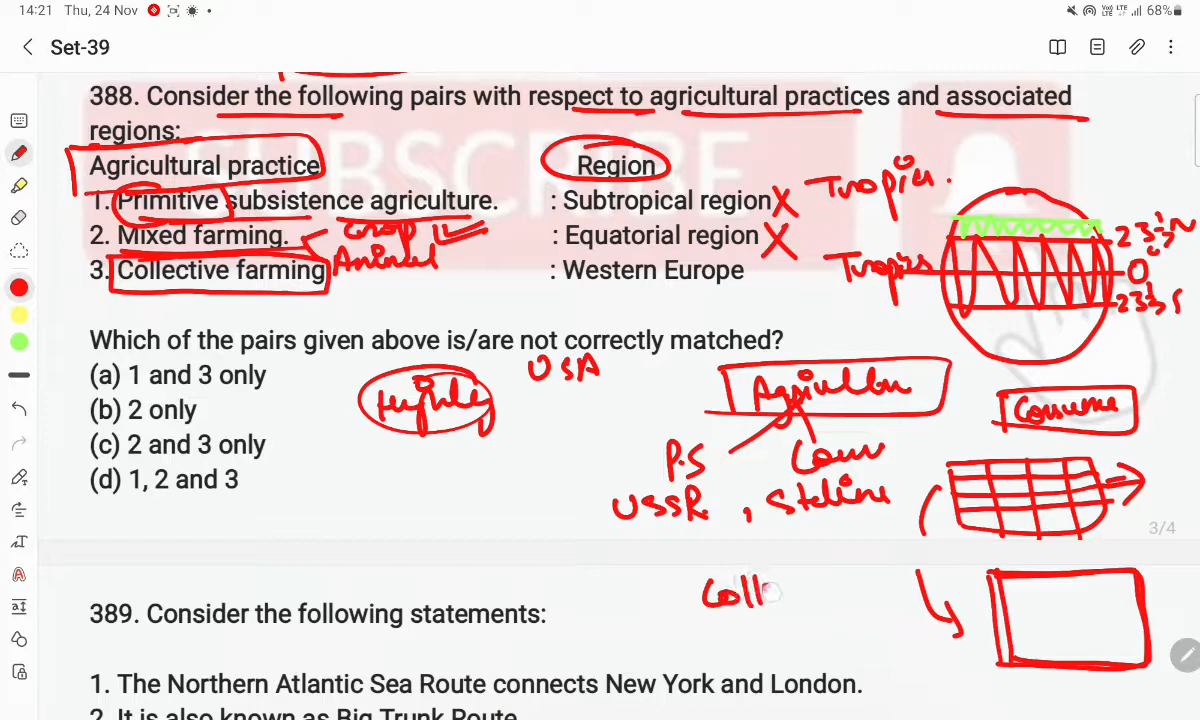 14:21 Thu, 24 Nov
68%
Set-39
SUBSCRIBE
388. Consider the following pairs with respect to agricultural practices and associated
regions:
Agricultural practice Region
1. Primitive subsistence agriculture. : Subtropical region X Tropics.
2. Mixed farming. Crop : Equatorial region X
Animal
3. Collective farming : Western Europe Tropics
23½ N
0
23½ S
Which of the pairs given above is/are not correctly matched?
(a) 1 and 3 only
(b) 2 only
(c) 2 and 3 only
(d) 1, 2 and 3
Highly
USA
P.S
USSR,
3/4
Coll
389. Consider the following statements:
1. The Northern Atlantic Sea Route connects New York and London.
2. It is also known as Big Trunk Route.